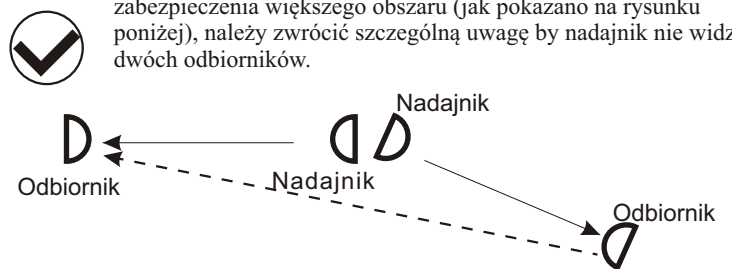 zabezpieczenia większego obszaru (jak pokazano na rysunku
poniżej), należy zwrócić szczególną uwagę by nadajnik nie widz
dwóch odbiorników.
Nadajnik
Odbiornik
Nadajnik
Odbiornik